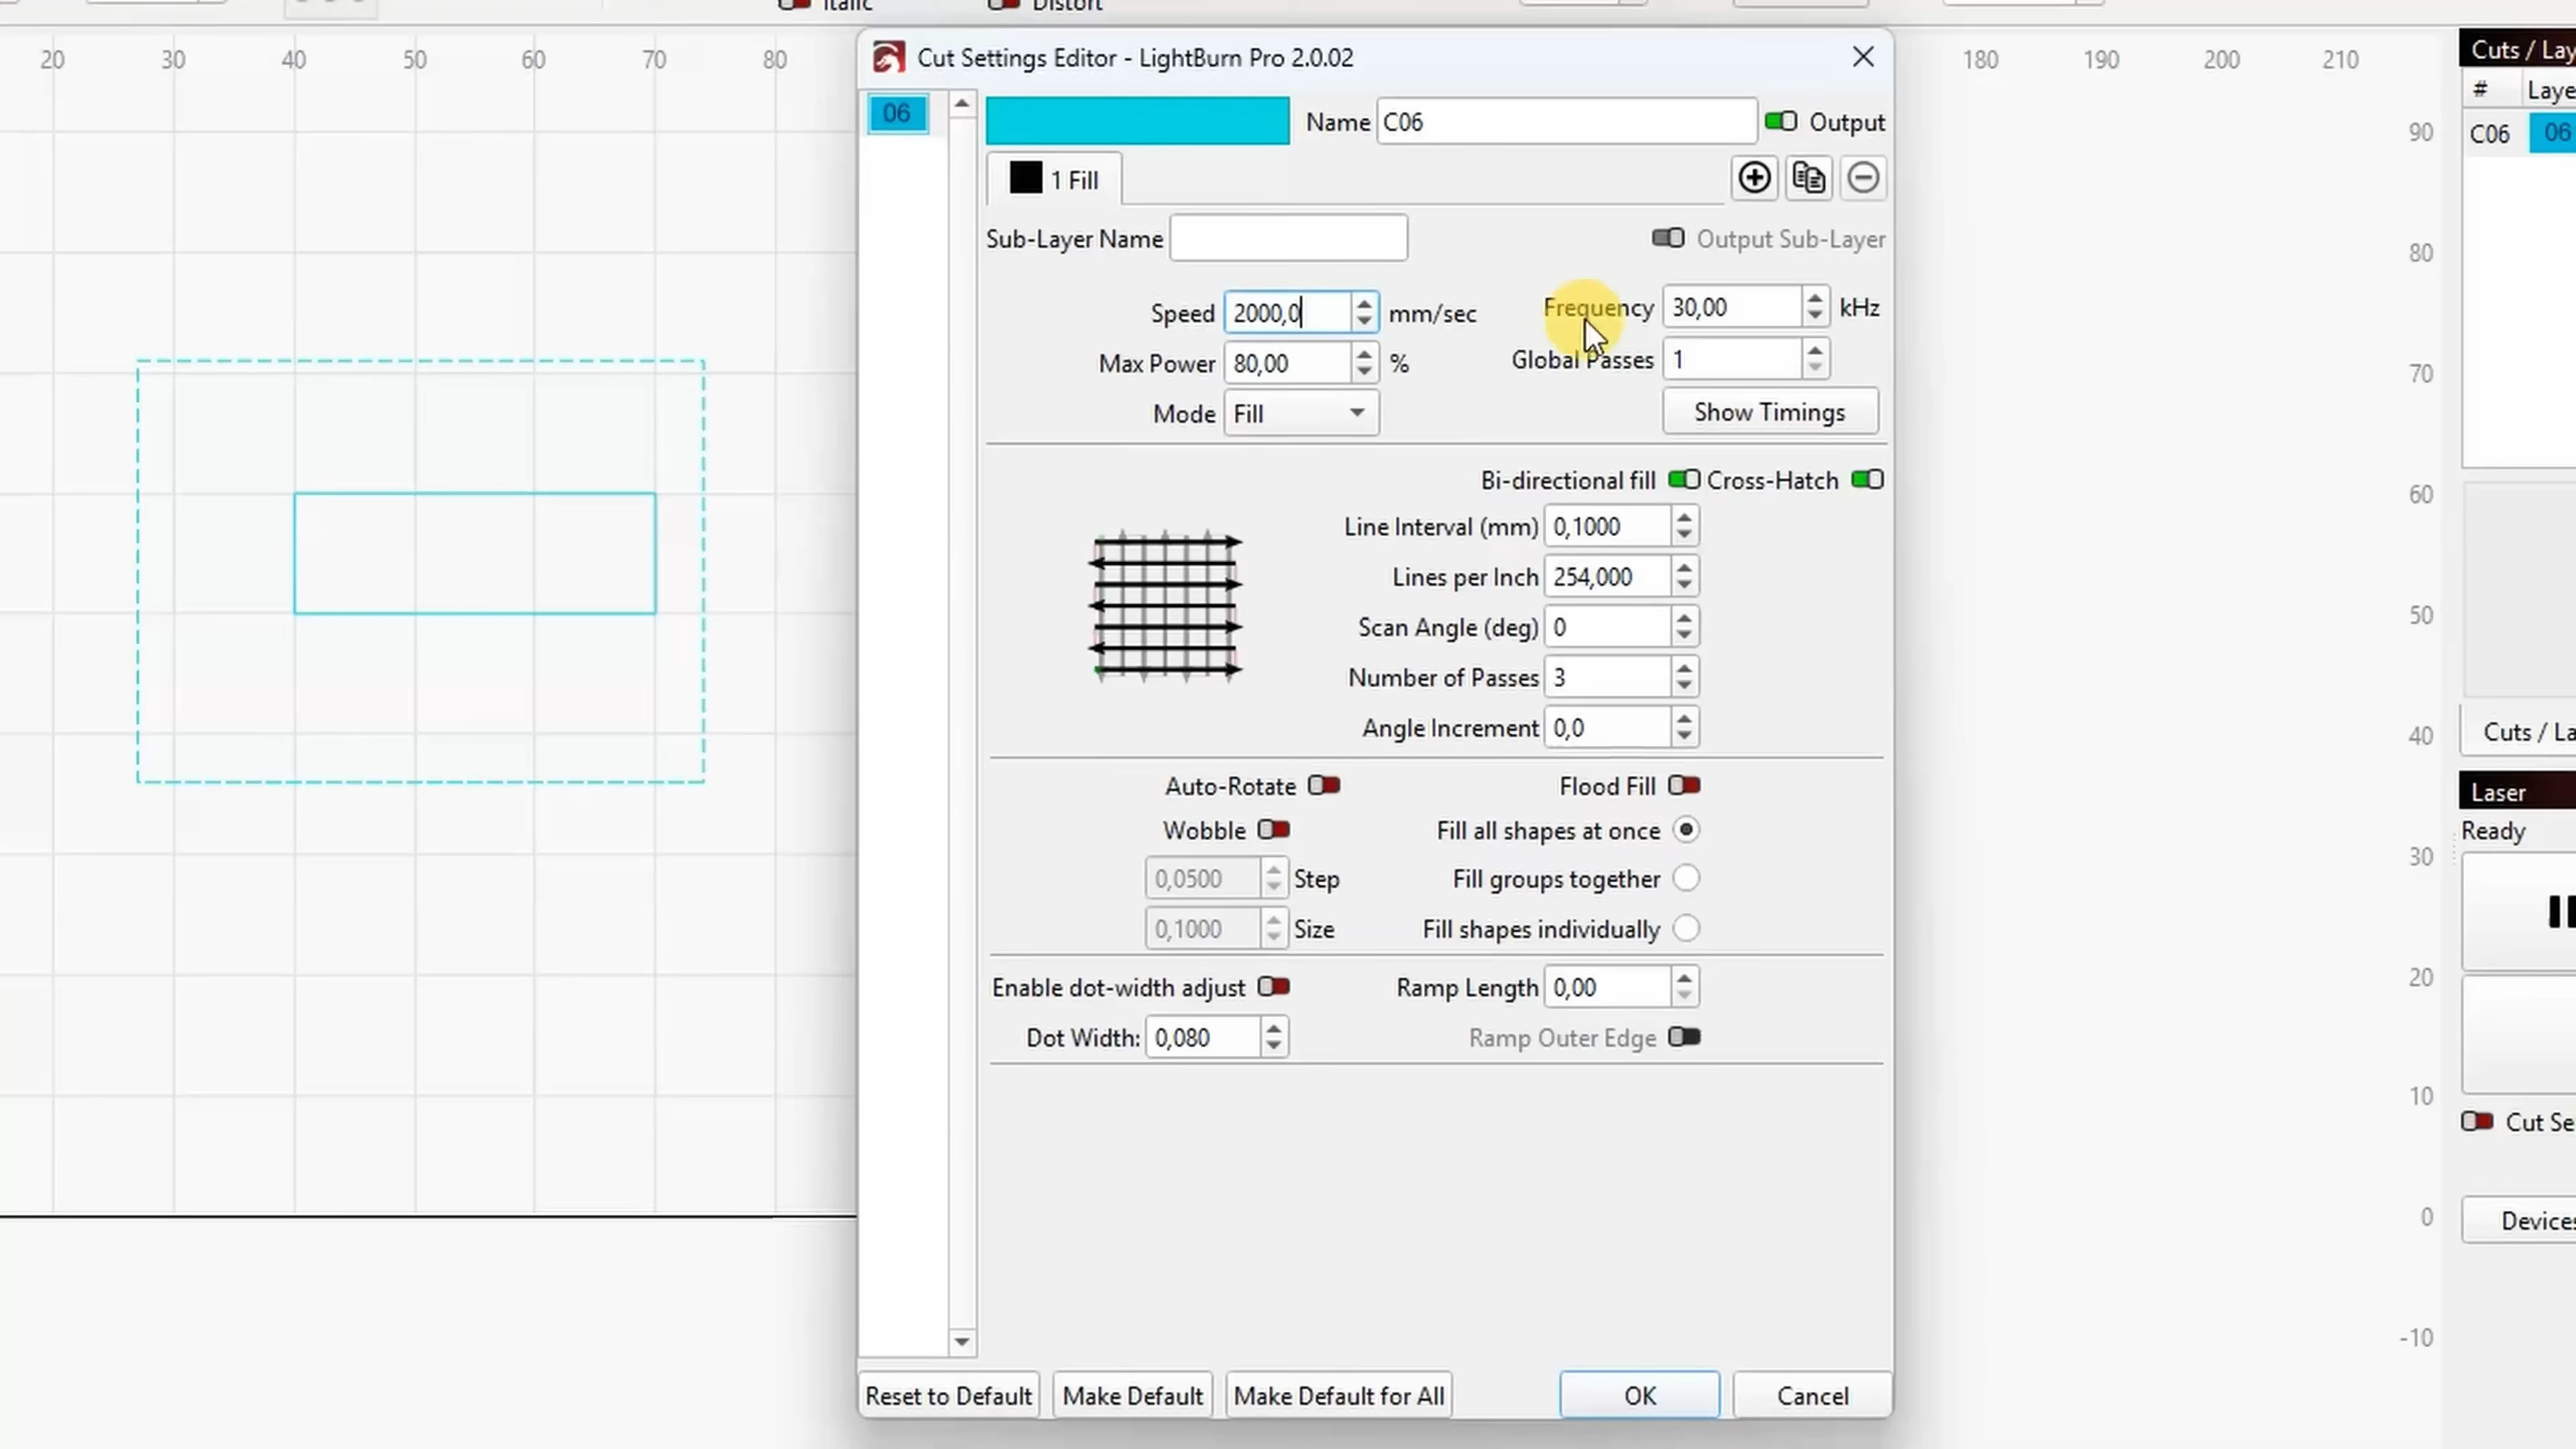 Italic Distort
20 30 40 50 60 70 80 180 190 200 210
Cut Settings Editor - LightBurn Pro 2.0.02
06
Name C06 Output
1 Fill
Sub-Layer Name Output Sub-Layer
Speed 2000,0 mm/sec Frequency 30,00 kHz
Max Power 80,00 % Global Passes 1
Mode Fill Show Timings
Bi-directional fill Cross-Hatch
Line Interval (mm) 0,1000
Lines per Inch 254,000
Scan Angle (deg) 0
Number of Passes 3
Angle Increment 0,0
Auto-Rotate Flood Fill
Wobble Fill all shapes at once
0,0500 Step Fill groups together
0,1000 Size Fill shapes individually
Enable dot-width adjust Ramp Length 0,00
Dot Width: 0,080 Ramp Outer Edge
Reset to Default Make Default Make Default for All OK Cancel
90
80
70
60
50
40
30
20
10
0
-10
Cuts / Lay
# Laye
C06 06
Cuts / La
Laser
Ready
Cut Se
Devices